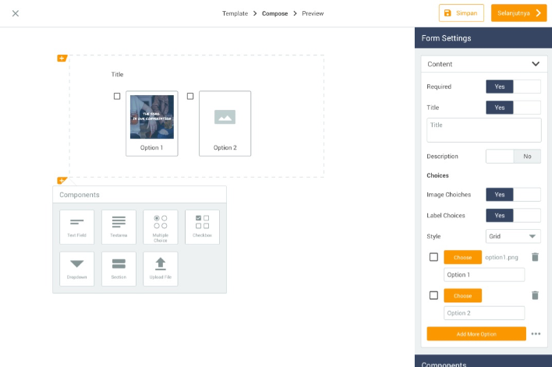 Template
Compose
Preview
Simpan
Selanjutnya
Form Settings
Content
Required
Yes
Title
Yes
Title
Description
No
Choices
Image Choiches
Yes
Label Choices
Yes
Style
Grid
Choose
option1.png
Option 1
Choose
Option 2
Add More Option
Components
Title
Option 1
Option 2
Components
Text Field
Textarea
Multiple
Choice
Checkbox
Dropdown
Section
Upload File